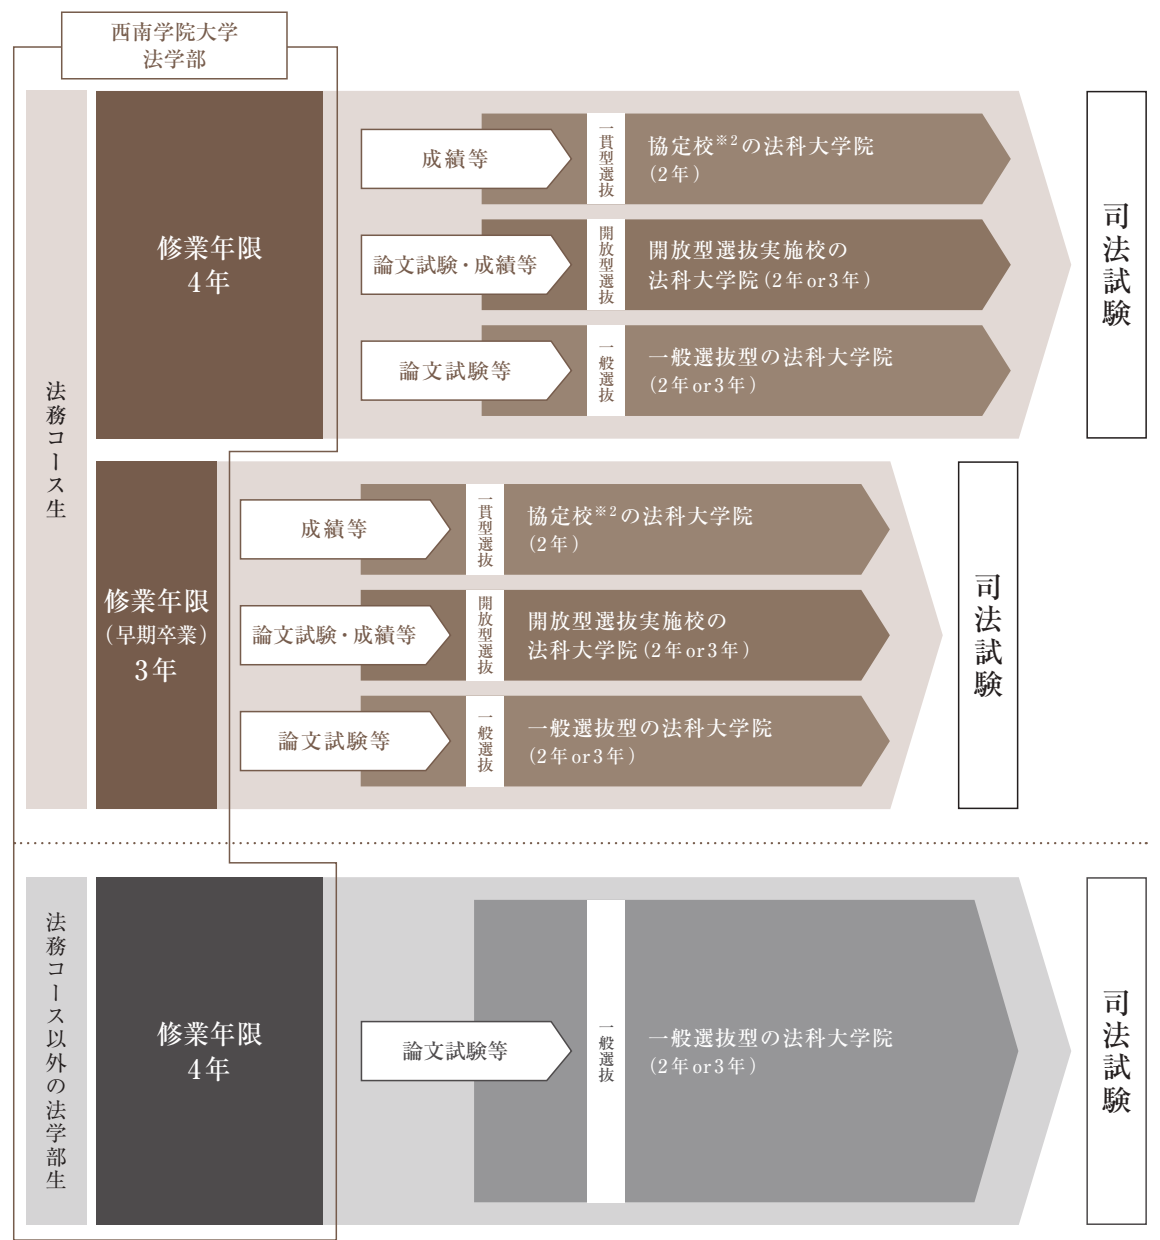 西南学院大学
法学部
法務コース生
修業年限
4年
成績等
一貫型選抜
協定校※2の法科大学院
(2年)
論文試験・成績等
開放型選抜
開放型選抜実施校の
法科大学院(2年or3年)
論文試験等
一般選抜
一般選抜型の法科大学院
(2年or3年)
司法試験
修業年限
(早期卒業)
3年
成績等
一貫型選抜
協定校※2の法科大学院
(2年)
論文試験・成績等
開放型選抜
開放型選抜実施校の
法科大学院(2年or3年)
論文試験等
一般選抜
一般選抜型の法科大学院
(2年or3年)
司法試験
法務コース以外の法学部生
修業年限
4年
論文試験等
一般選抜
一般選抜型の法科大学院
(2年or3年)
司法試験